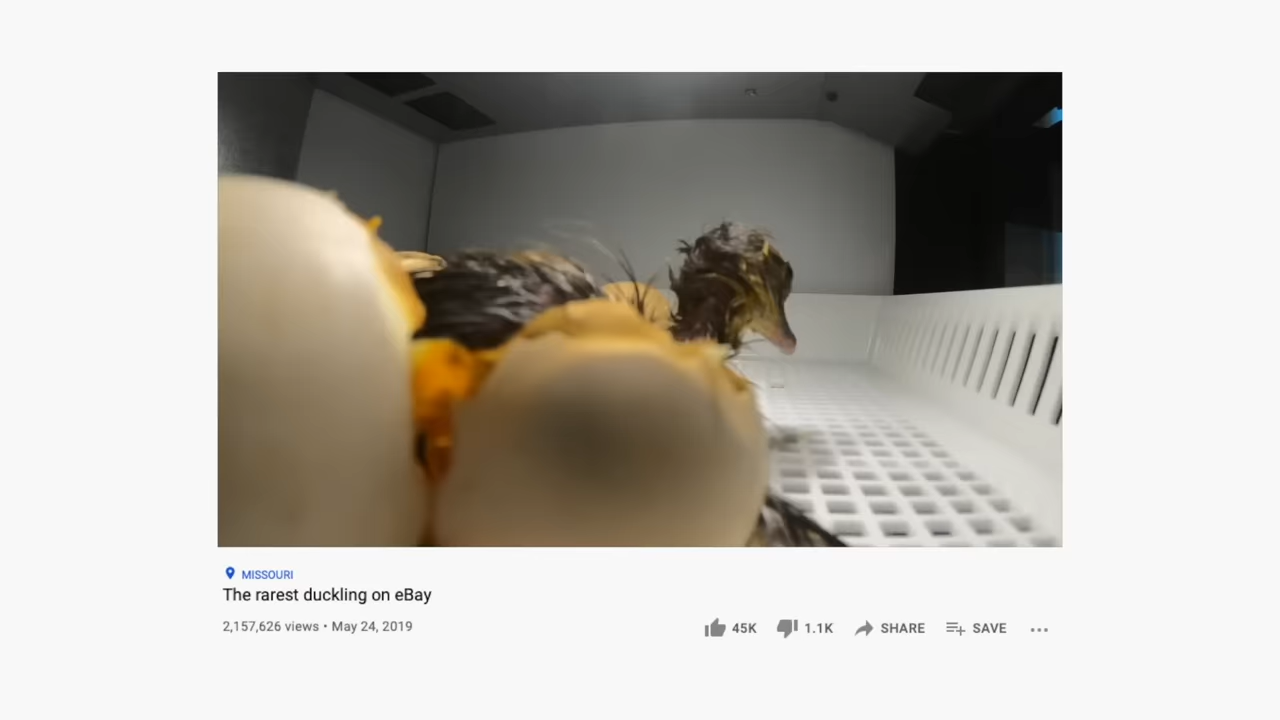 MISSOURI
The rarest duckling on eBay
2,157,626 views • May 24, 2019
45K 1.1K SHARE SAVE